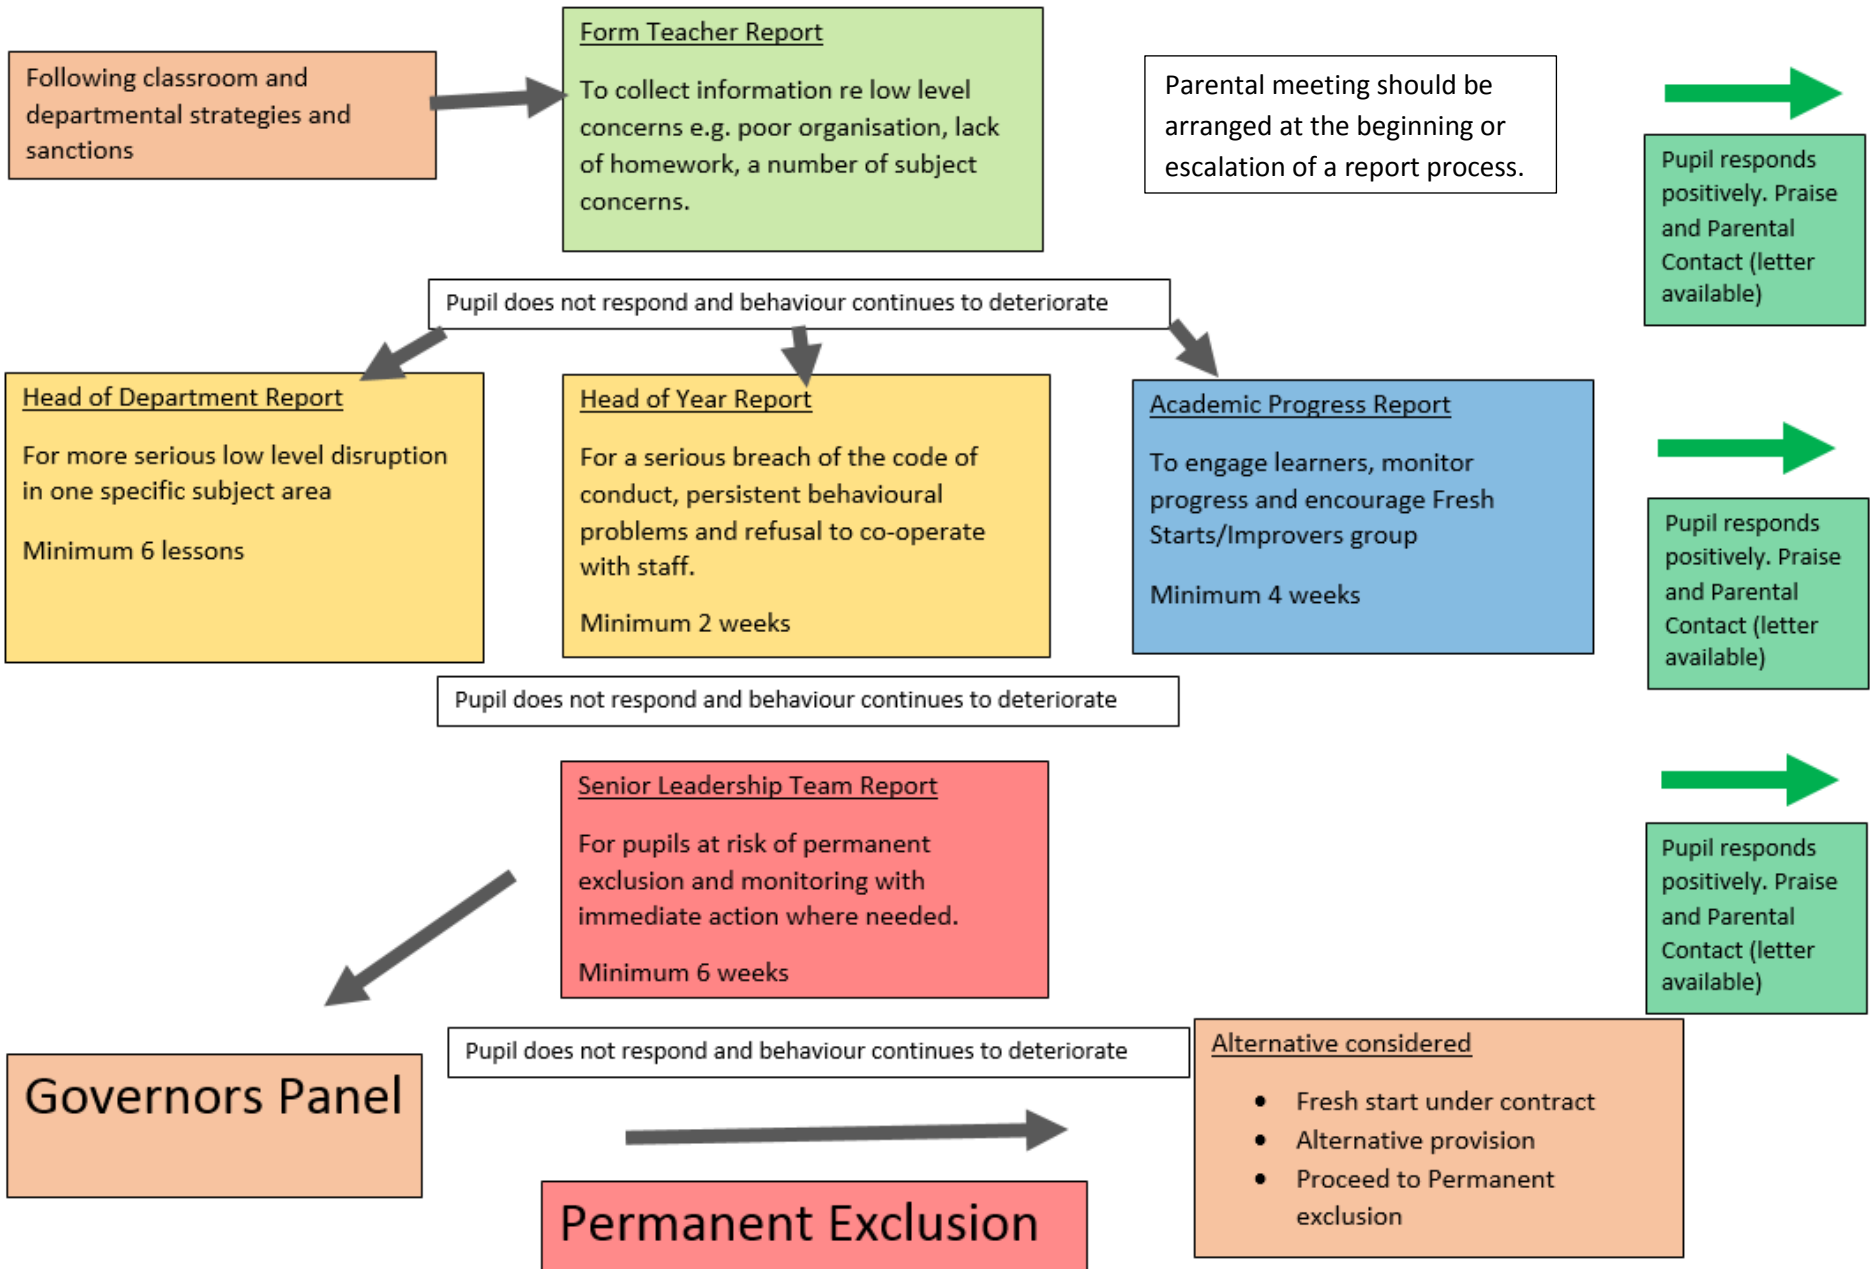 Following classroom and
departmental strategies and
sanctions
Form Teacher Report
To collect information re low level
concerns e.g. poor organisation, lack
of homework, a number of subject
concerns.
Parental meeting should be
arranged at the beginning or
escalation of a report process.
Pupil responds
positively. Praise
and Parental
Contact (letter
available)
Pupil does not respond and behaviour continues to deteriorate
Head of Department Report
For more serious low level disruption
in one specific subject area
Minimum 6 lessons
Head of Year Report
For a serious breach of the code of
conduct, persistent behavioural
problems and refusal to co-operate
with staff.
Minimum 2 weeks
Academic Progress Report
To engage learners, monitor
progress and encourage Fresh
Starts/Improvers group
Minimum 4 weeks
Pupil responds
positively. Praise
and Parental
Contact (letter
available)
Pupil does not respond and behaviour continues to deteriorate
Senior Leadership Team Report
For pupils at risk of permanent
exclusion and monitoring with
immediate action where needed.
Minimum 6 weeks
Pupil responds
positively. Praise
and Parental
Contact (letter
available)
Pupil does not respond and behaviour continues to deteriorate
Governors Panel
Alternative considered
• Fresh start under contract
• Alternative provision
• Proceed to Permanent
exclusion
Permanent Exclusion